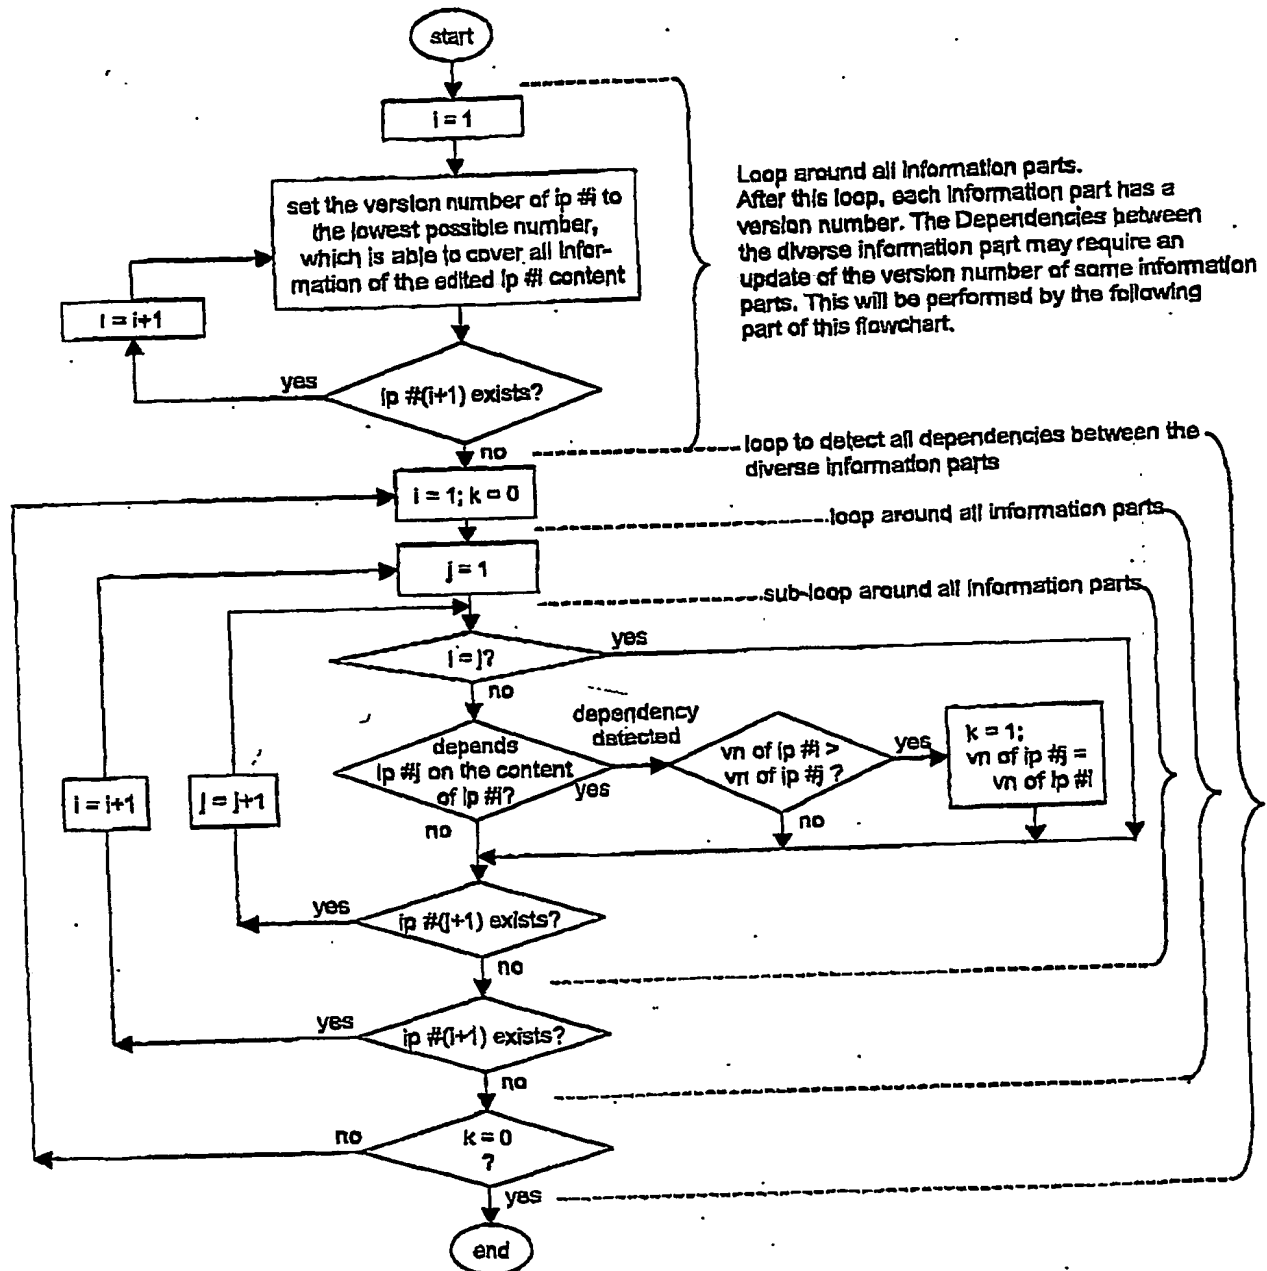 start
i = 1
set the version number of ip #i to
the lowest possible number,
which is able to cover all infor-
mation of the edited ip #i content
i = i+1
yes
ip #(i+1) exists?
no
Loop around all information parts.
After this loop, each information part has a
version number. The Dependencies between
the diverse information part may require an
update of the version number of some information
parts. This will be performed by the following
part of this flowchart.
loop to detect all dependencies between the
diverse information parts
i = 1; k = 0
loop around all information parts
j = 1
sub-loop around all information parts
i = j?
yes
no
depends
ip #j on the content
of ip #i?
dependency
detected
yes
no
vn of ip #i >
vn of ip #j ?
yes
no
k = 1;
vn of ip #j =
vn of ip #i
i = i+1
j = j+1
yes
ip #(j+1) exists?
no
yes
ip #(i+1) exists?
no
no
k = 0
?
yes
end